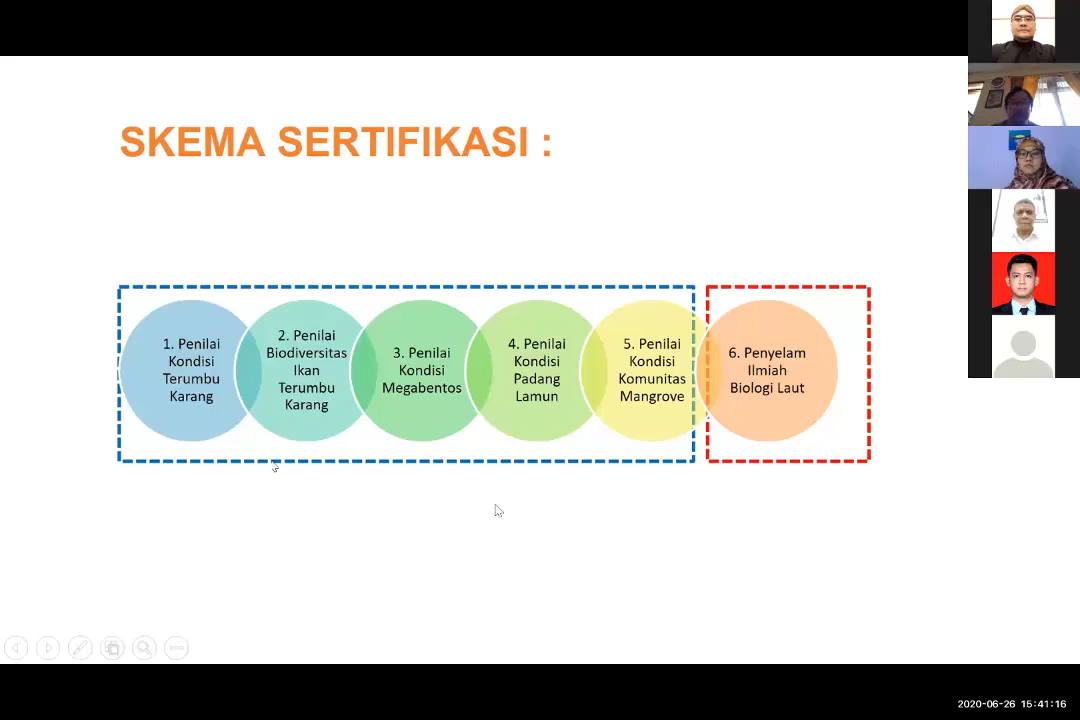 SKEMA SERTIFIKASI :
1. Penilai
Kondisi
Terumbu
Karang
2. Penilai
Biodiversitas
Ikan
Terumbu
Karang
3. Penilai
Kondisi
Megabentos
4. Penilai
Kondisi
Padang
Lamun
5. Penilai
Kondisi
Komunitas
Mangrove
6. Penyelam
Ilmiah
Biologi Laut
2020-06-26 15:41:16